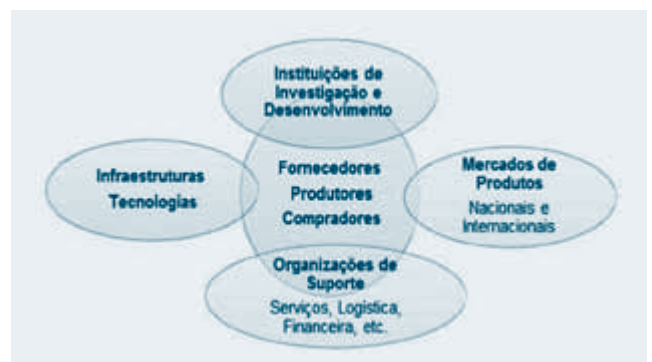 Instituições de
Investigação e
Desenvolvimento
Infraestruturas
Tecnologias
Fornecedores
Produtores
Compradores
Mercados de
Produtos
Nacionais e
Internacionais
Organizações de
Suporte
Serviços, Logística,
Financeira, etc.